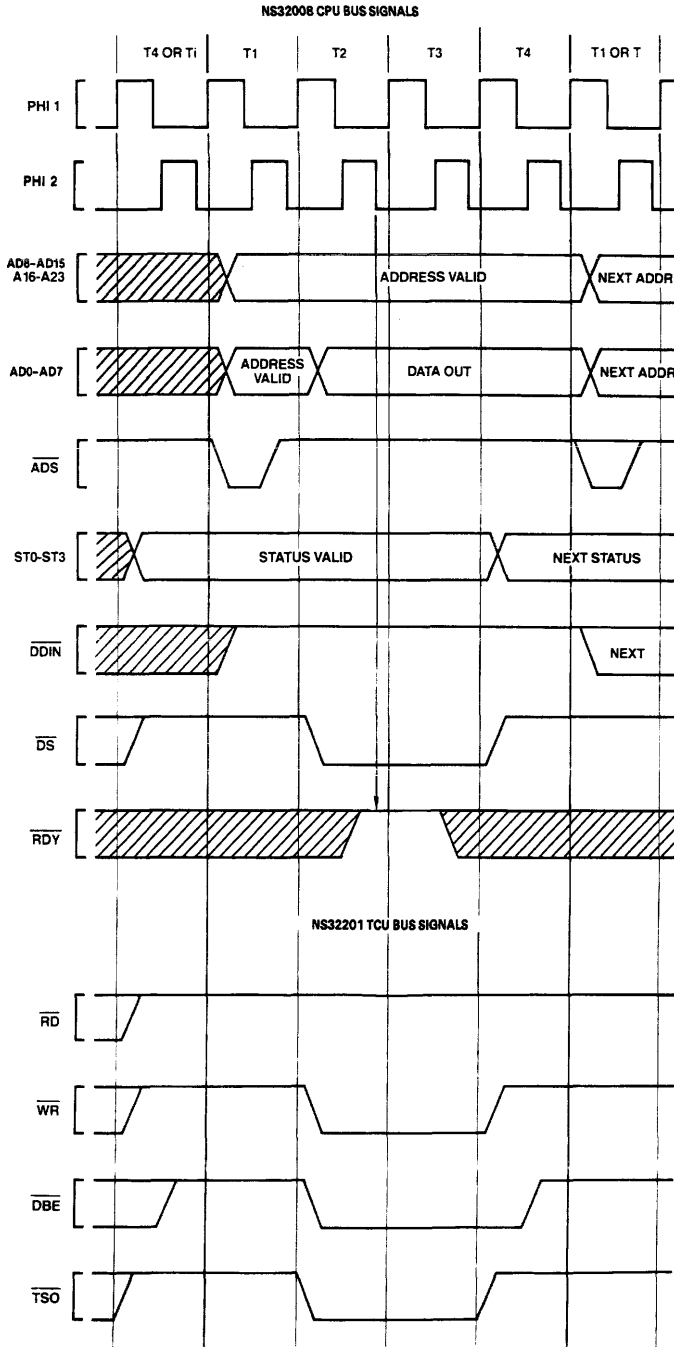 NS32008 CPU BUS SIGNALS
T4 OR Ti T1 T2 T3 T4 T1 OR T
PHI 1
PHI 2
AD8–AD15
A16–A23
ADDRESS VALID NEXT ADDR
AD0–AD7
ADDRESS
VALID
DATA OUT NEXT ADDR
ADS
ST0-ST3 STATUS VALID NEXT STATUS
DDIN NEXT
DS
RDY
NS32201 TCU BUS SIGNALS
RD
WR
DBE
TSO